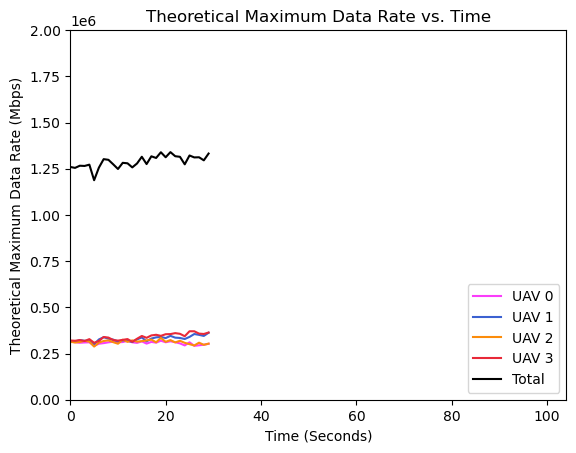 Theoretical Maximum Data Rate vs. Time
1e6
2.00
1.75
1.50
1.25
1.00
0.75
0.50
0.25
0.00
Theoretical Maximum Data Rate (Mbps)
0 20 40 60 80 100
Time (Seconds)
UAV 0
UAV 1
UAV 2
UAV 3
Total